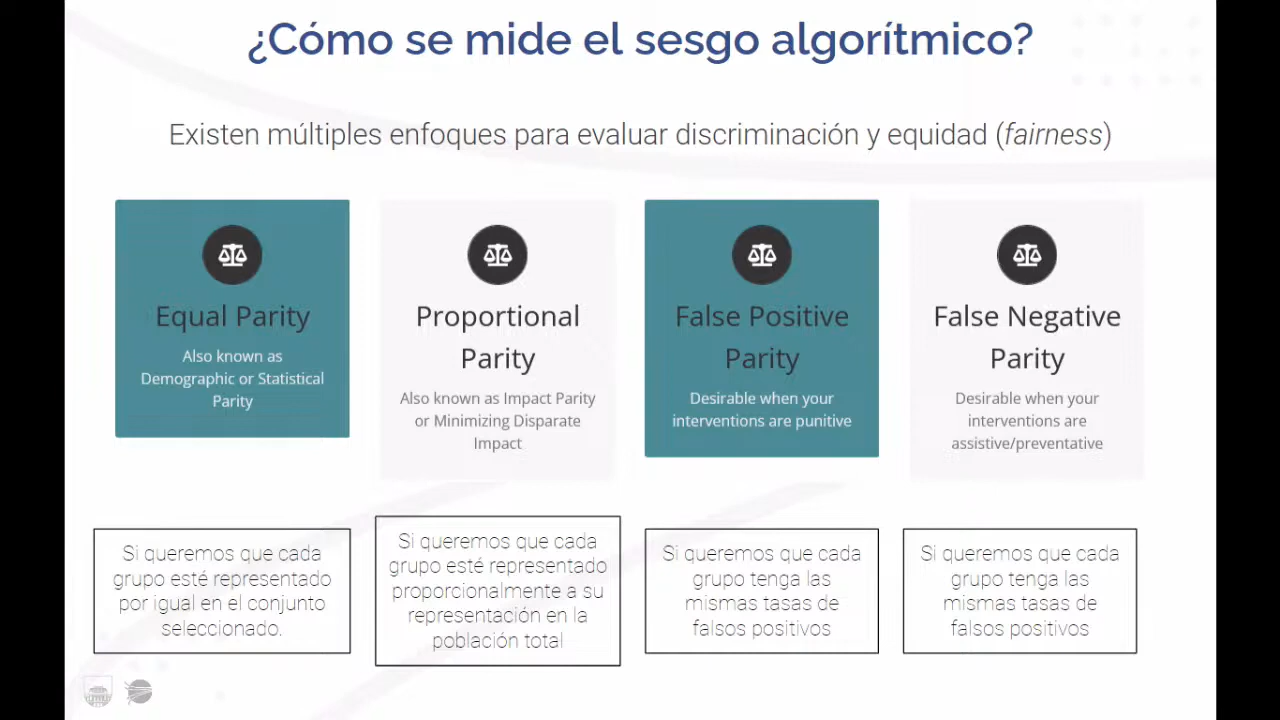 ¿Cómo se mide el sesgo algorítmico?
Existen múltiples enfoques para evaluar discriminación y equidad (fairness)
Equal Parity
Also known as
Demographic or Statistical
Parity
Proportional
Parity
Also known as Impact Parity
or Minimizing Disparate
Impact
False Positive
Parity
Desirable when your
interventions are punitive
False Negative
Parity
Desirable when your
interventions are
assistive/preventative
Si queremos que cada
grupo esté representado
por igual en el conjunto
seleccionado.
Si queremos que cada
grupo esté representado
proporcionalmente a su
representación en la
población total
Si queremos que cada
grupo tenga las
mismas tasas de
falsos positivos
Si queremos que cada
grupo tenga las
mismas tasas de
falsos positivos